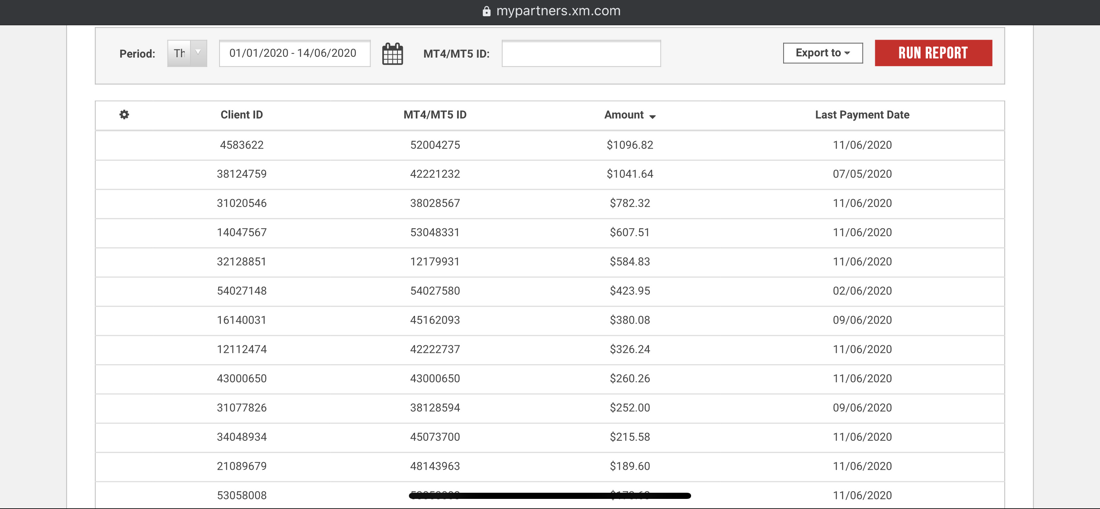 mypartners.xm.com
Period: Th 01/01/2020 - 14/06/2020 MT4/MT5 ID: Export to RUN REPORT
Client ID MT4/MT5 ID Amount Last Payment Date
4583622 52004275 $1096.82 11/06/2020
38124759 42221232 $1041.64 07/05/2020
31020546 38028567 $782.32 11/06/2020
14047567 53048331 $607.51 11/06/2020
32128851 12179931 $584.83 11/06/2020
54027148 54027580 $423.95 02/06/2020
16140031 45162093 $380.08 09/06/2020
12112474 42222737 $326.24 11/06/2020
43000650 43000650 $260.26 11/06/2020
31077826 38128594 $252.00 09/06/2020
34048934 45073700 $215.58 11/06/2020
21089679 48143963 $189.60 11/06/2020
53058008 11/06/2020